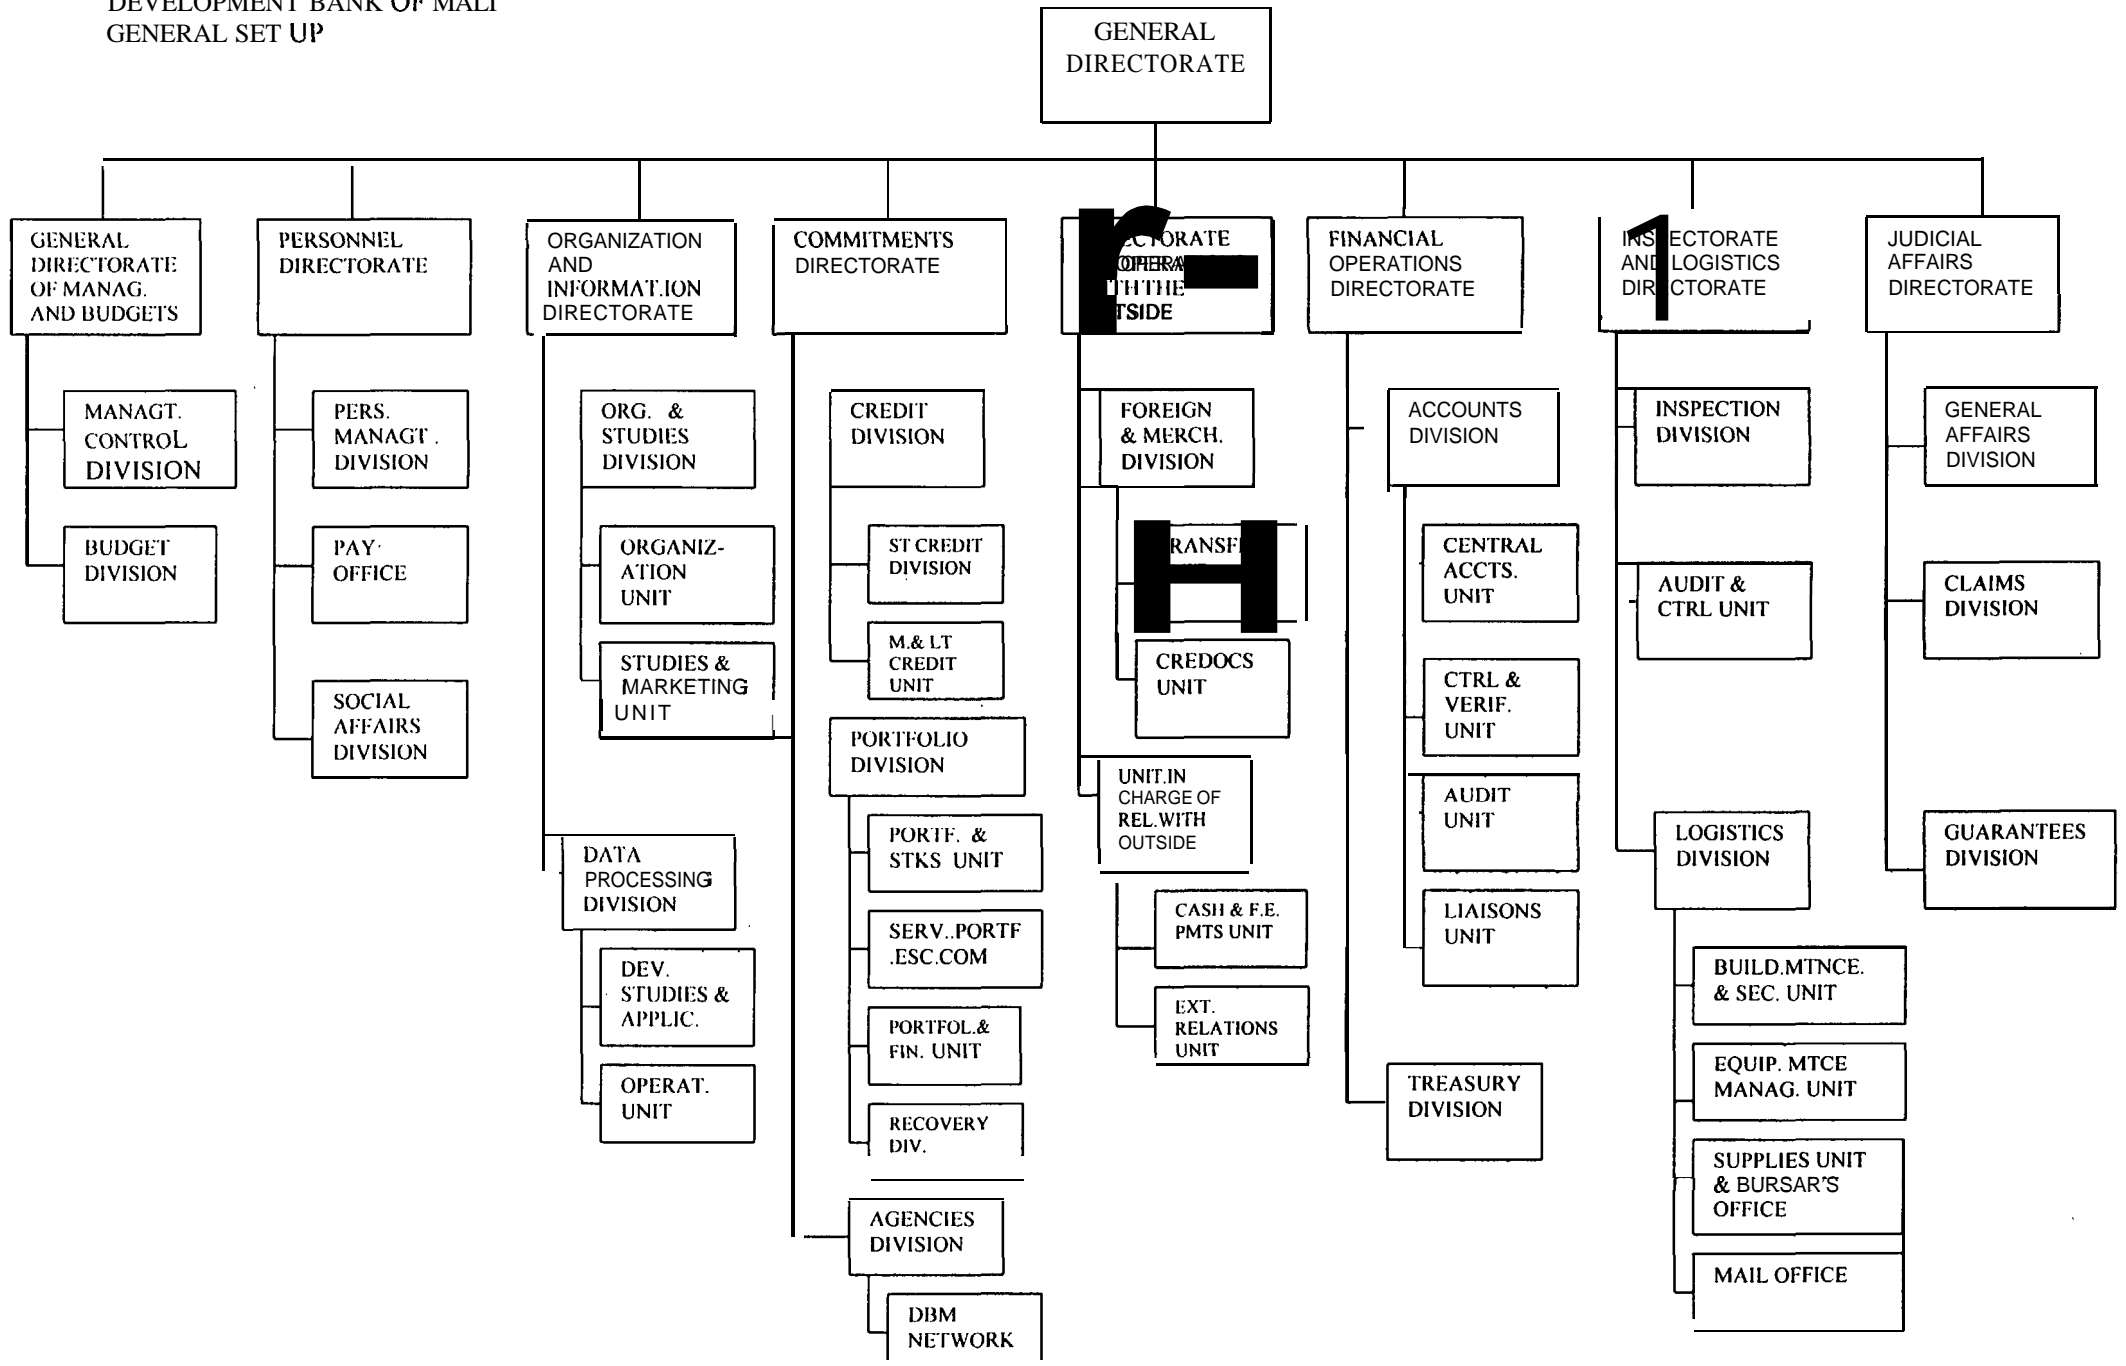 DEVELOPMENT BANK OF MALI
GENERAL SET UP
GENERAL
DIRECTORATE
GENERAL
DIRECTORATE
OF MANAG.
AND BUDGETS
MANAGT.
CONTROL
DIVISION
BUDGET
DIVISION
PERSONNEL
DIRECTORATE
PERS.
MANAGT.
DIVISION
PAY
OFFICE
SOCIAL
AFFAIRS
DIVISION
ORGANIZATION
AND
INFORMAT.ION
DIRECTORATE
ORG. &
STUDIES
DIVISION
ORGANIZ-
ATION
UNIT
STUDIES &
MARKETING
UNIT
DATA
PROCESSING
DIVISION
DEV.
STUDIES &
APPLIC.
OPERAT.
UNIT
COMMITMENTS
DIRECTORATE
CREDIT
DIVISION
ST CREDIT
DIVISION
M.& LT
CREDIT
UNIT
PORTFOLIO
DIVISION
PORTF. &
STKS UNIT
SERV..PORTF
.ESC.COM
PORTFOL.&
FIN. UNIT
RECOVERY
DIV.
AGENCIES
DIVISION
DBM
NETWORK
THE
FOREIGN
& MERCH.
DIVISION
CREDOCS
UNIT
UNIT.IN
CHARGE OF
REL.WITH
OUTSIDE
CASH & F.E.
PMTS UNIT
EXT.
RELATIONS
UNIT
FINANCIAL
OPERATIONS
DIRECTORATE
ACCOUNTS
DIVISION
CENTRAL
ACCTS.
UNIT
CTRL &
VERIF.
UNIT
AUDIT
UNIT
LIAISONS
UNIT
TREASURY
DIVISION
INSPECTORATE
AND LOGISTICS
DIRECTORATE
INSPECTION
DIVISION
AUDIT &
CTRL UNIT
LOGISTICS
DIVISION
BUILD.MTNCE.
& SEC. UNIT
EQUIP. MTCE
MANAG. UNIT
SUPPLIES UNIT
& BURSAR'S
OFFICE
MAIL OFFICE
JUDICIAL
AFFAIRS
DIRECTORATE
GENERAL
AFFAIRS
DIVISION
CLAIMS
DIVISION
GUARANTEES
DIVISION